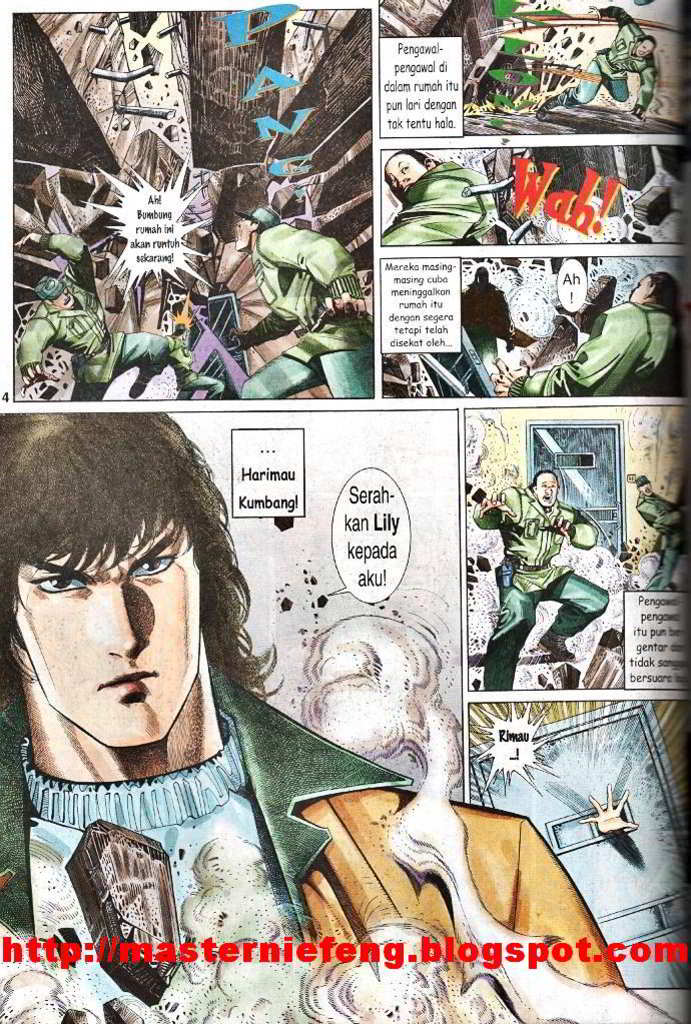 PANG
Ah!
Bumbung
rumah ini
akan runtuh
sekarang!
4
Pengawal-
pengawal di
dalam rumah itu
pun lari dengan
tak tentu hala.
Wah!
Mereka masing-
masing cuba
meninggalkan
rumah itu
dengan segera
tetapi telah
disekat oleh...
Ah
!
...
Harimau
Kumbang!
Serah-
kan Lily
kepada
aku!
Pengawal-
pengawal
itu pun
gentar
tidak
bersuara
Rimau
...!
http://masterniefeng.blogspot.com